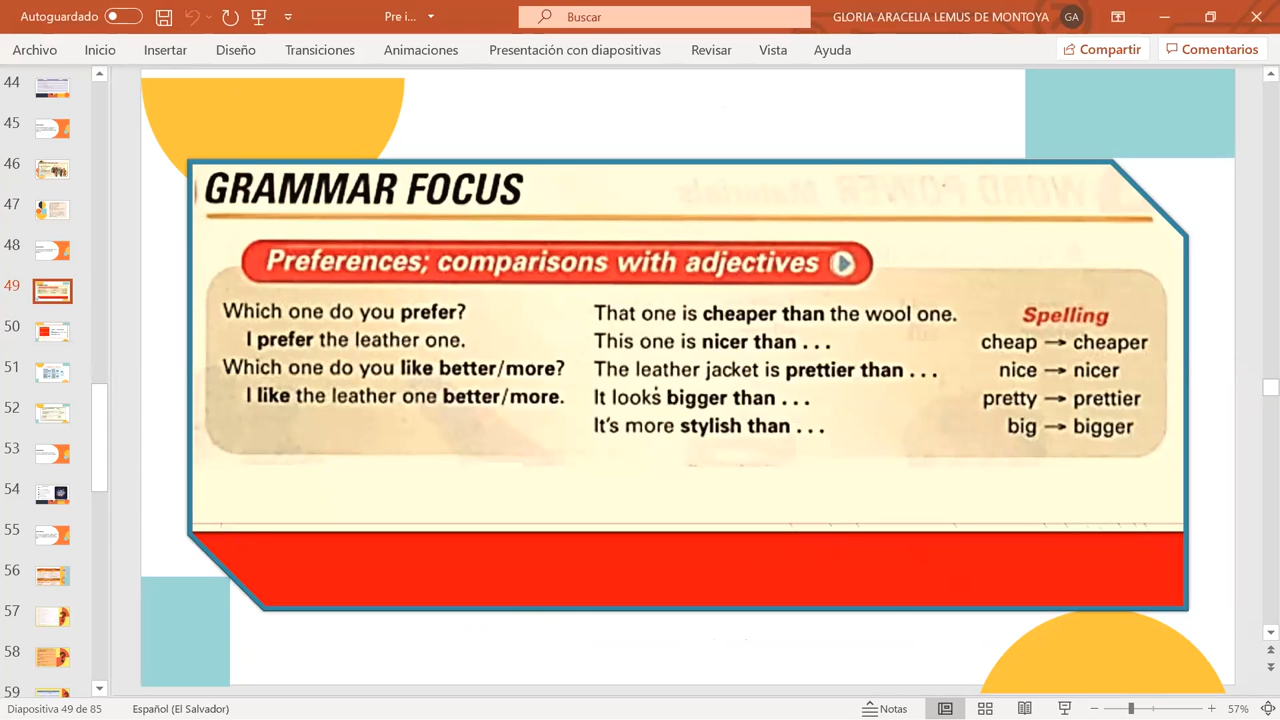 Autoguardado
Pre i...
Buscar
GLORIA ARACELIA LEMUS DE MONTOYA
GA
Archivo Inicio Insertar Diseño Transiciones Animaciones Presentación con diapositivas Revisar Vista Ayuda
Compartir
Comentarios
44
45
46
47
48
49
50
51
52
53
54
55
56
57
58
59
GRAMMAR FOCUS
Preferences; comparisons with adjectives
Which one do you prefer?
I prefer the leather one.
Which one do you like better/more?
I like the leather one better/more.
That one is cheaper than the wool one.
This one is nicer than . . .
The leather jacket is prettier than . . .
It looks bigger than . . .
It's more stylish than . . .
Spelling
cheap → cheaper
nice → nicer
pretty → prettier
big → bigger
Diapositiva 49 de 85
Español (El Salvador)
Notas
57%